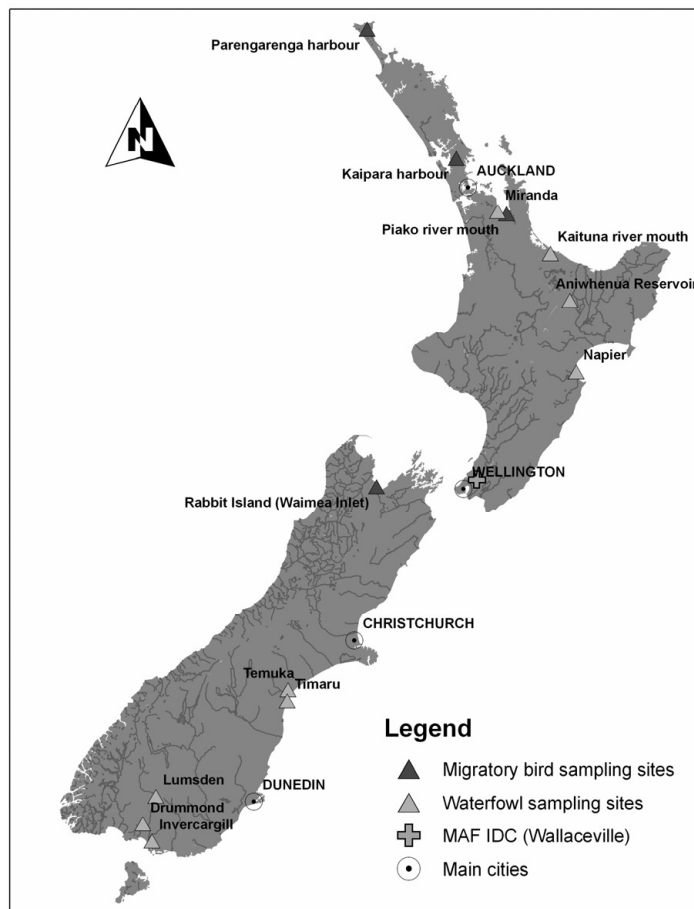 Parengarenga harbour
N
Kaipara harbour
AUCKLAND
Miranda
Piako river mouth
Kaituna river mouth
Aniwhenua Reservoir
Napier
WELLINGTON
Rabbit Island (Waimea Inlet)
CHRISTCHURCH
Temuka
Timaru
Lumsden
DUNEDIN
Drummond
Invercargill
Legend
Migratory bird sampling sites
Waterfowl sampling sites
MAF IDC (Wallaceville)
Main cities